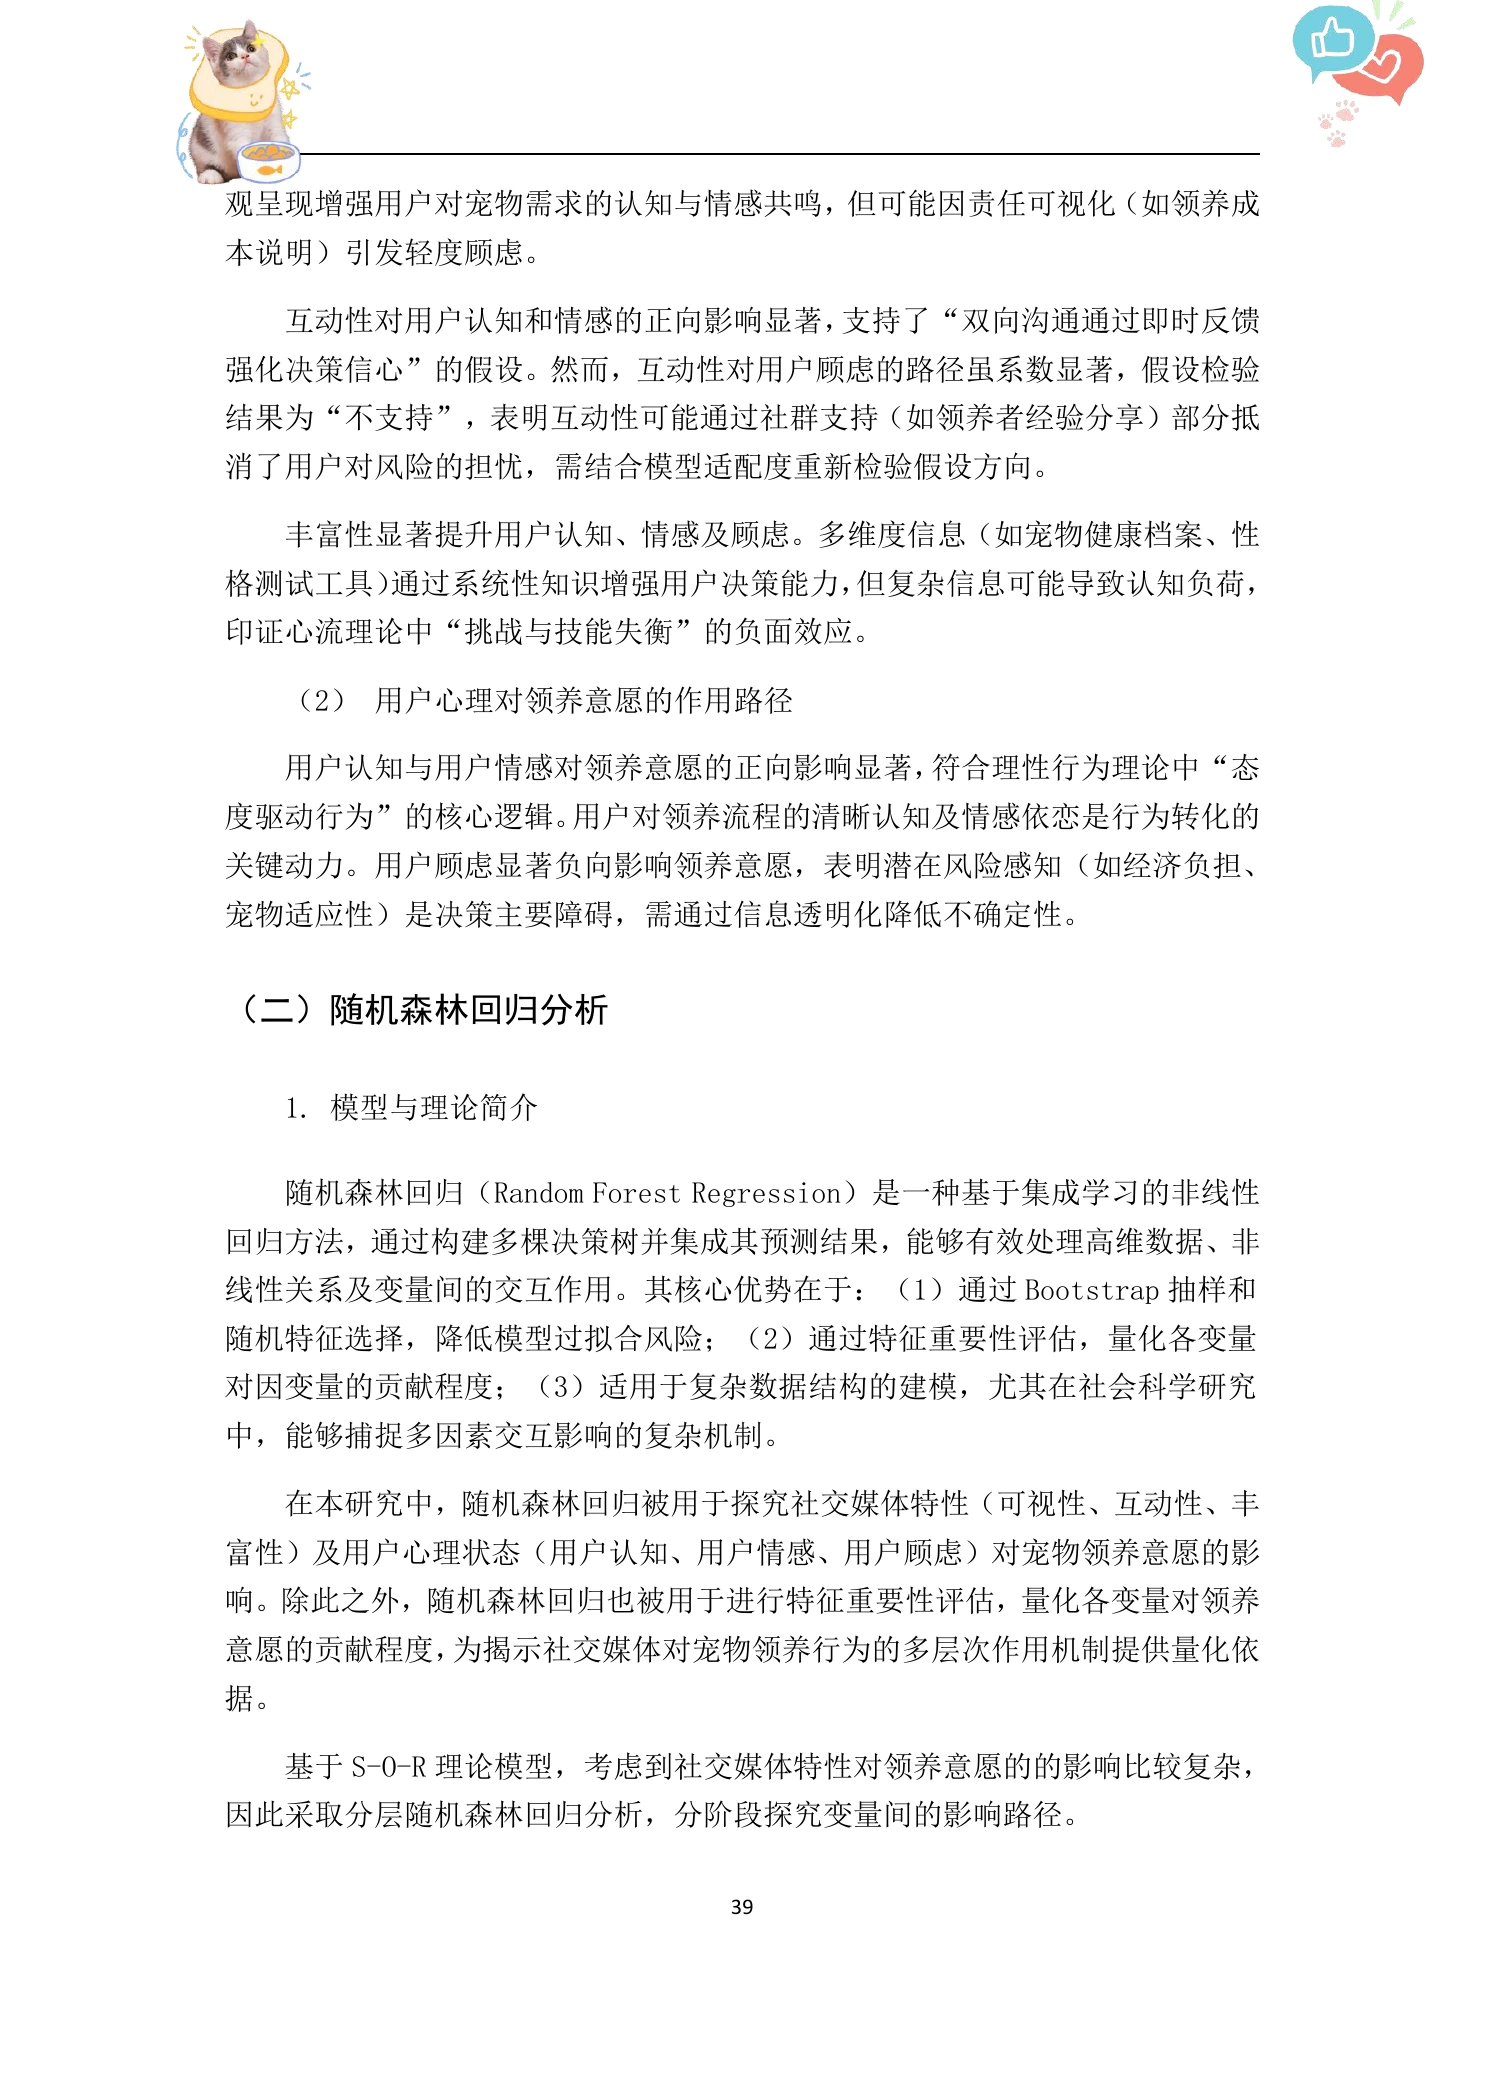 观呈现增强用户对宠物需求的认知与情感共鸣，但可能因责任可视化（如领养成
本说明）引发轻度顾虑。
互动性对用户认知和情感的正向影响显著，支持了“双向沟通通过即时反馈
强化决策信心”的假设。然而，互动性对用户顾虑的路径虽系数显著，假设检验
结果为“不支持”，表明互动性可能通过社群支持（如领养者经验分享）部分抵
消了用户对风险的担忧，需结合模型适配度重新检验假设方向。
丰富性显著提升用户认知、情感及顾虑。多维度信息（如宠物健康档案、性
格测试工具）通过系统性知识增强用户决策能力，但复杂信息可能导致认知负荷，
印证心流理论中“挑战与技能失衡”的负面效应。
（2） 用户心理对领养意愿的作用路径
用户认知与用户情感对领养意愿的正向影响显著，符合理性行为理论中“态
度驱动行为”的核心逻辑。用户对领养流程的清晰认知及情感依恋是行为转化的
关键动力。用户顾虑显著负向影响领养意愿，表明潜在风险感知（如经济负担、
宠物适应性）是决策主要障碍，需通过信息透明化降低不确定性。
（二）随机森林回归分析
1. 模型与理论简介
随机森林回归（Random Forest Regression）是一种基于集成学习的非线性
回归方法，通过构建多棵决策树并集成其预测结果，能够有效处理高维数据、非
线性关系及变量间的交互作用。其核心优势在于：（1）通过 Bootstrap 抽样和
随机特征选择，降低模型过拟合风险；（2）通过特征重要性评估，量化各变量
对因变量的贡献程度；（3）适用于复杂数据结构的建模，尤其在社会科学研究
中，能够捕捉多因素交互影响的复杂机制。
在本研究中，随机森林回归被用于探究社交媒体特性（可视性、互动性、丰
富性）及用户心理状态（用户认知、用户情感、用户顾虑）对宠物领养意愿的影
响。除此之外，随机森林回归也被用于进行特征重要性评估，量化各变量对领养
意愿的贡献程度，为揭示社交媒体对宠物领养行为的多层次作用机制提供量化依
据。
基于 S-O-R 理论模型，考虑到社交媒体特性对领养意愿的的影响比较复杂，
因此采取分层随机森林回归分析，分阶段探究变量间的影响路径。
39